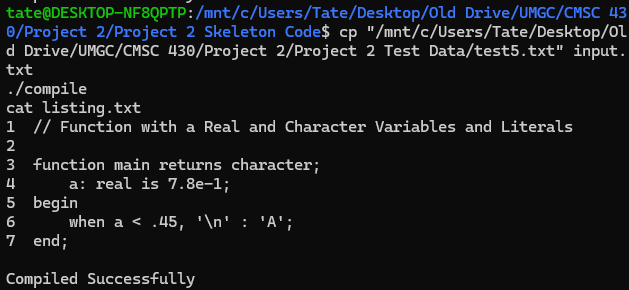 tate@DESKTOP-NF8QPTP:/mnt/c/Users/Tate/Desktop/Old Drive/UMGC/CMSC 43
0/Project 2/Project 2 Skeleton Code$ cp "/mnt/c/Users/Tate/Desktop/Ol
d Drive/UMGC/CMSC 430/Project 2/Project 2 Test Data/test5.txt" input.
txt
./compile
cat listing.txt
1  // Function with a Real and Character Variables and Literals
2
3  function main returns character;
4      a: real is 7.8e-1;
5  begin
6      when a < .45, '\n' : 'A';
7  end;

Compiled Successfully